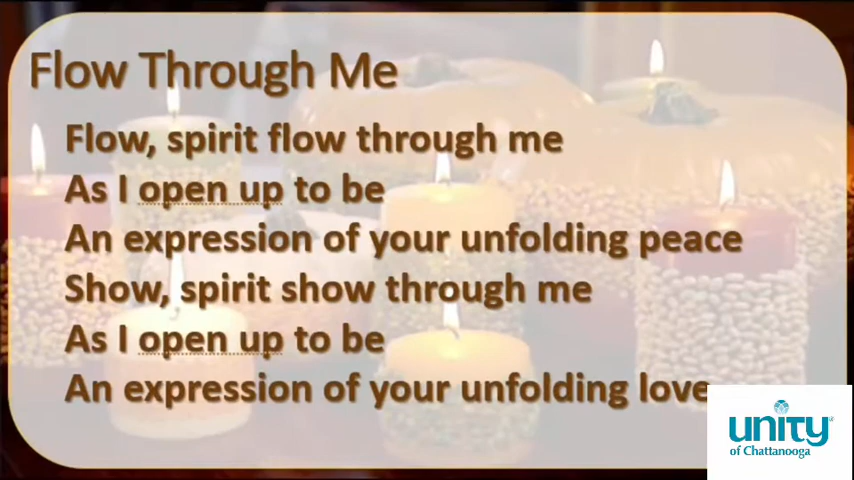 Flow Through Me
Flow, spirit flow through me
As I open up to be
An expression of your unfolding peace
Show, spirit show through me
As I open up to be
An expression of your unfolding love
unity
of Chattanooga